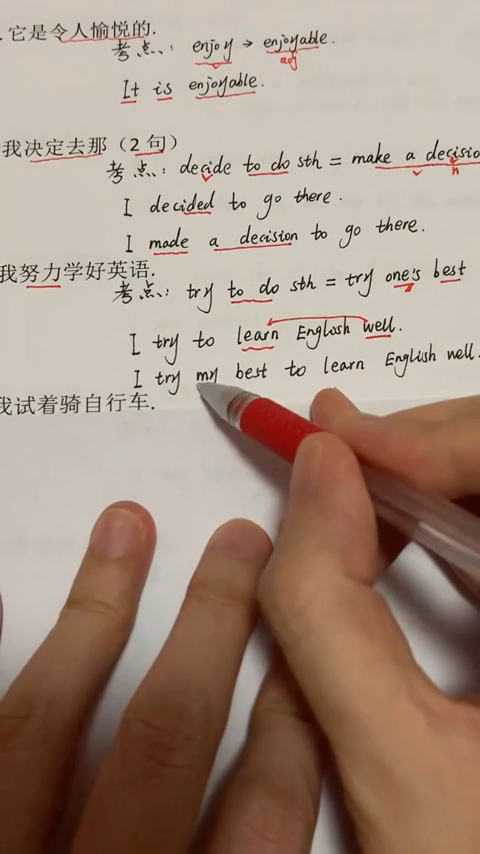 .它是令人愉悦的.
考点: enjoy → enjoyable.
adj
It is enjoyable.
我决定去那（2句）
考点: decide to do sth = make a decisio
n
I decided to go there.
I made a decision to go there.
我努力学好英语.
考点: try to do sth = try one's best
I try to learn English well.
I try my best to learn English well.
我试着骑自行车.